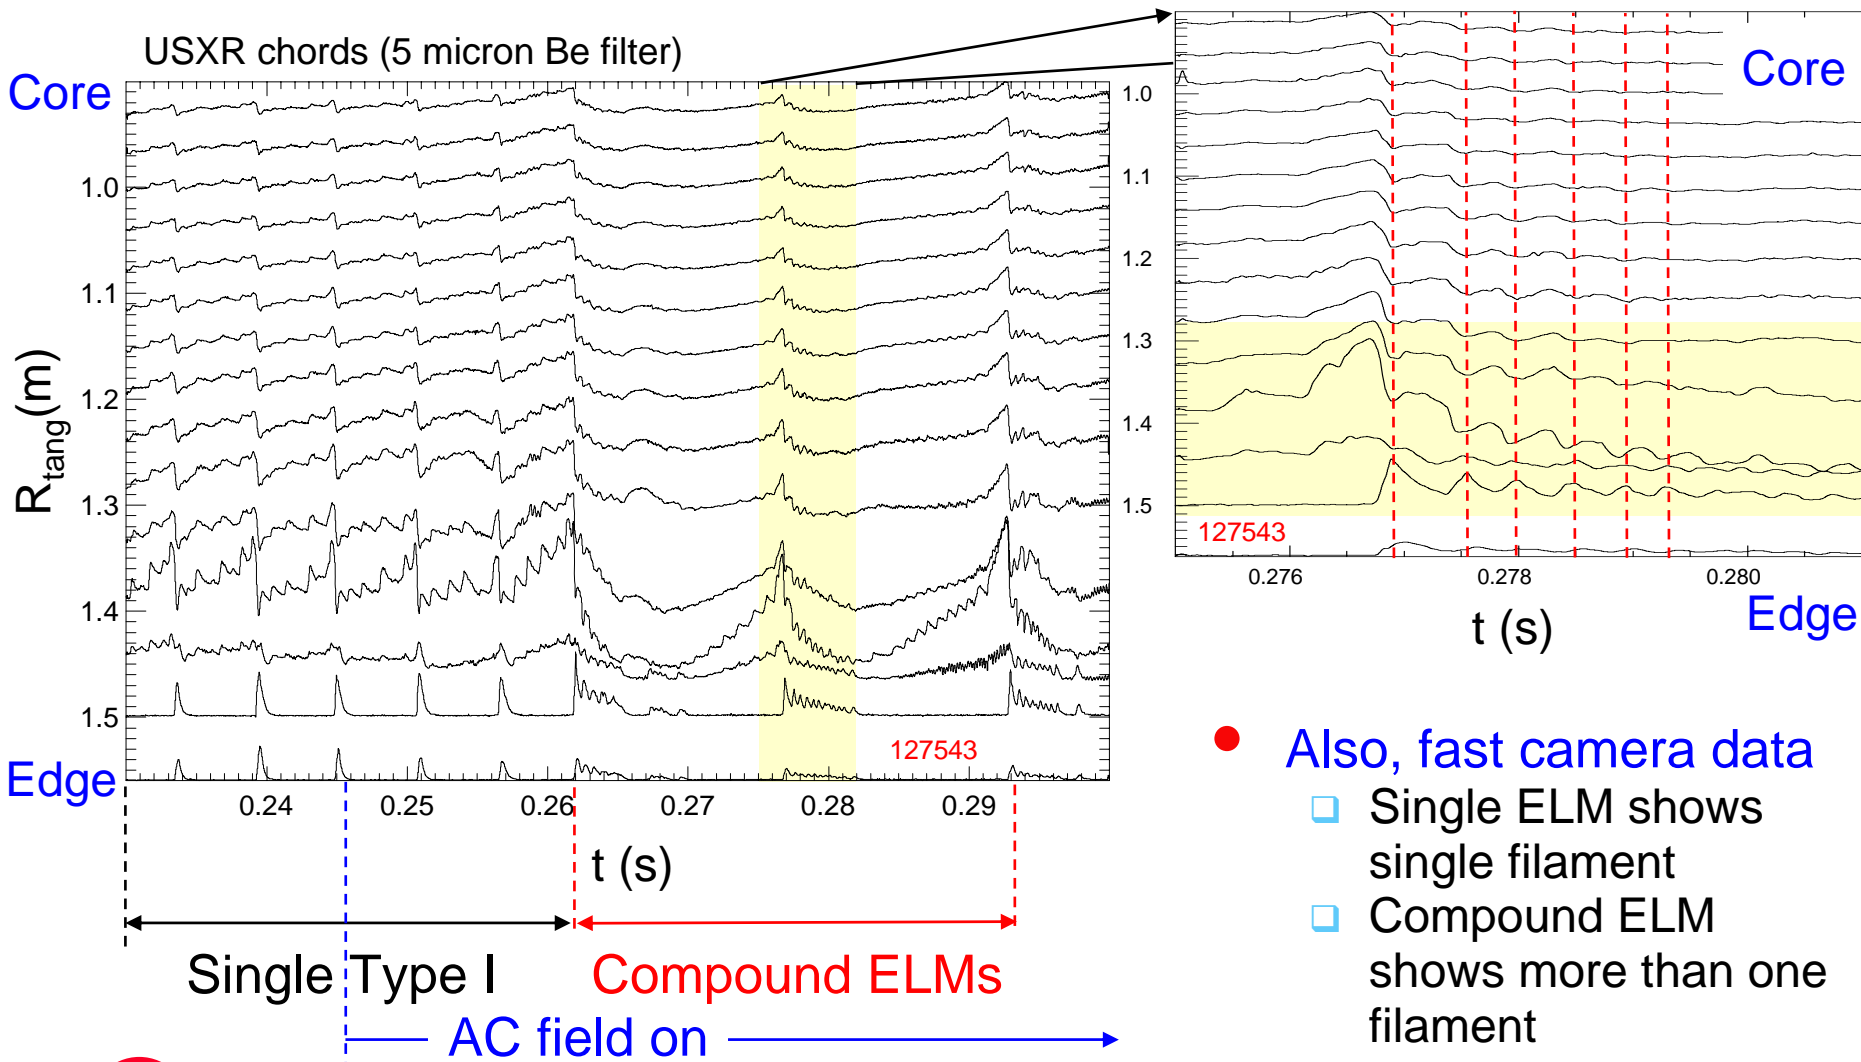 USXR chords (5 micron Be filter)
Core
1.0
1.1
1.2
1.3
1.4
1.5
R_tang(m)
Edge
127543
0.24 0.25 0.26 0.27 0.28 0.29
t (s)
Single Type I
Compound ELMs
AC field on
Core
1.0
1.1
1.2
1.3
1.4
1.5
127543
0.276 0.278 0.280
t (s)
Edge
Also, fast camera data
Single ELM shows
single filament
Compound ELM
shows more than one
filament